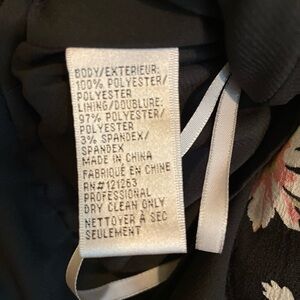 BODY/EXTERIEUR:
100% POLYESTER/
POLYESTER
LINING/DOUBLURE:
97% POLYESTER/
POLYESTER
3% SPANDEX/
SPANDEX
MADE IN CHINA
FABRIQUÉ EN CHINE
RN#121263
PROFESSIONAL
DRY CLEAN ONLY
NETTOYER À SEC
SEULEMENT